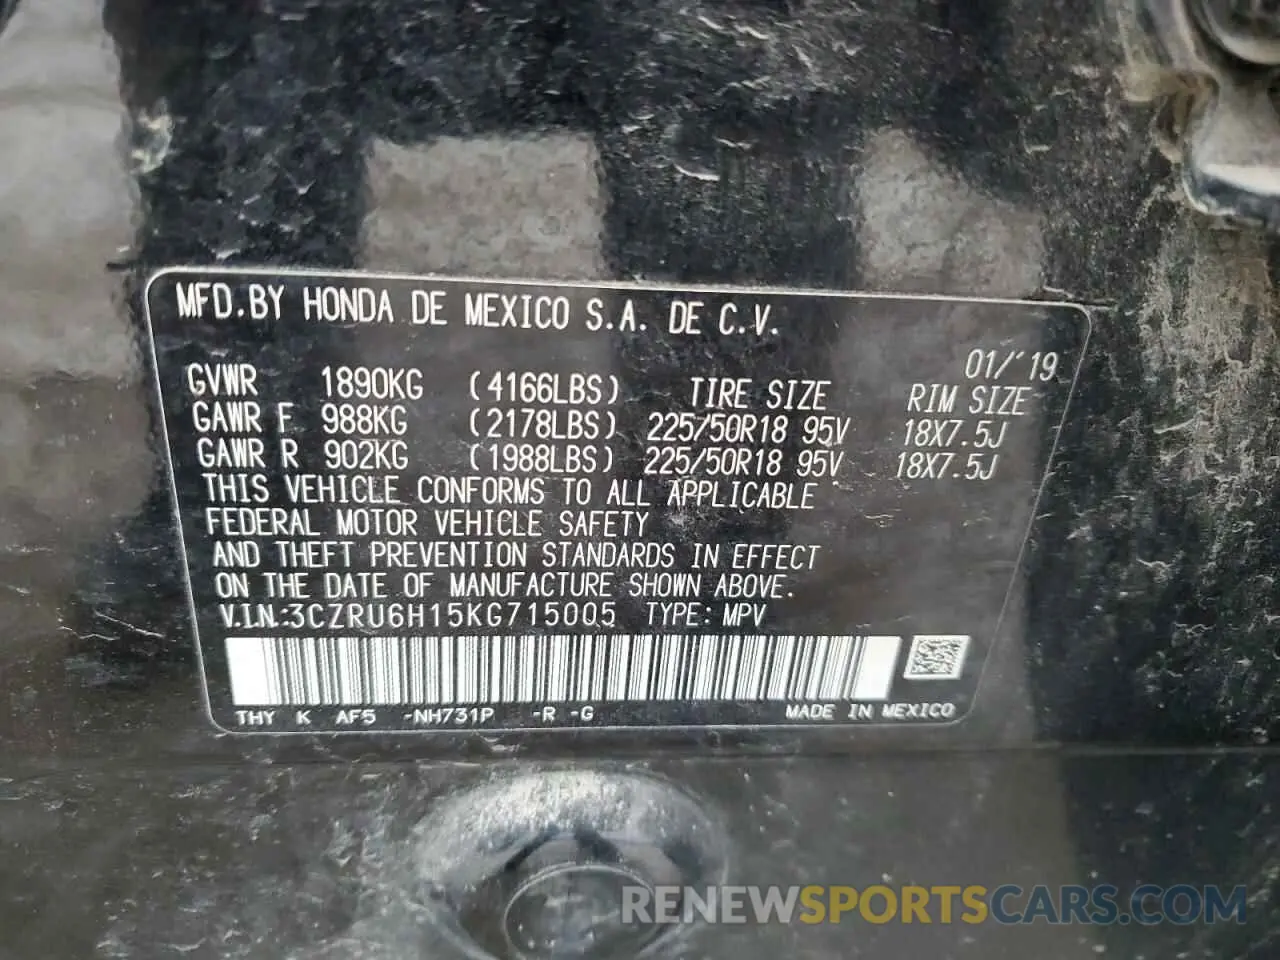 MFD.BY HONDA DE MEXICO S.A. DE C.V.
01/'19
GVWR 1890KG (4166LBS) TIRE SIZE RIM SIZE
GAWR F 988KG (2178LBS) 225/50R18 95V 18X7.5J
GAWR R 902KG (1988LBS) 225/50R18 95V 18X7.5J
THIS VEHICLE CONFORMS TO ALL APPLICABLE
FEDERAL MOTOR VEHICLE SAFETY
AND THEFT PREVENTION STANDARDS IN EFFECT
ON THE DATE OF MANUFACTURE SHOWN ABOVE.
V.I.N.:3CZRU6H15KG715005 TYPE: MPV
THY K AF5 -NH731P -R -G MADE IN MEXICO
RENEWSPORTSCARS.COM